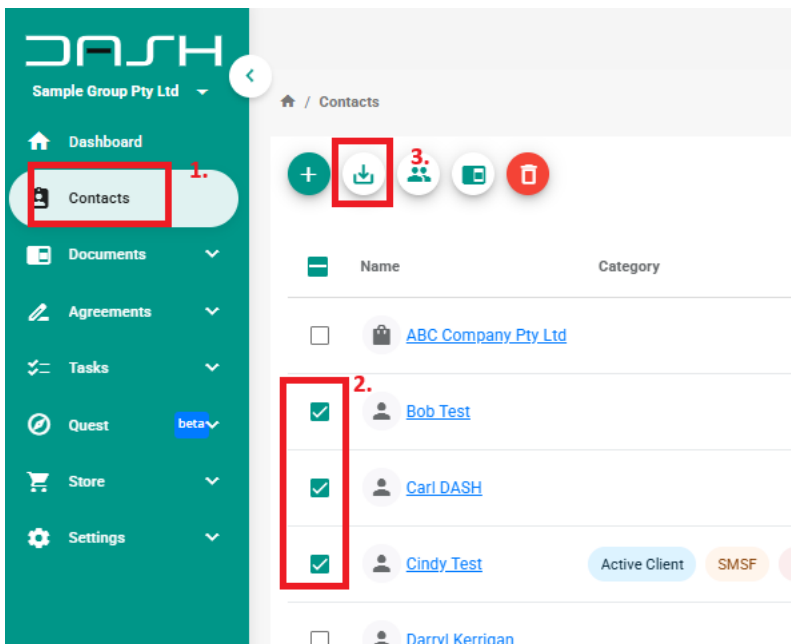 DASH
Sample Group Pty Ltd
/ Contacts
Dashboard
1.
3.
Contacts
Documents
Name
Category
Agreements
ABC Company Pty Ltd
Tasks
2.
Bob Test
Quest
beta
Store
Carl DASH
Settings
Cindy Test
Active Client
SMSF
Darryl Kerrigan